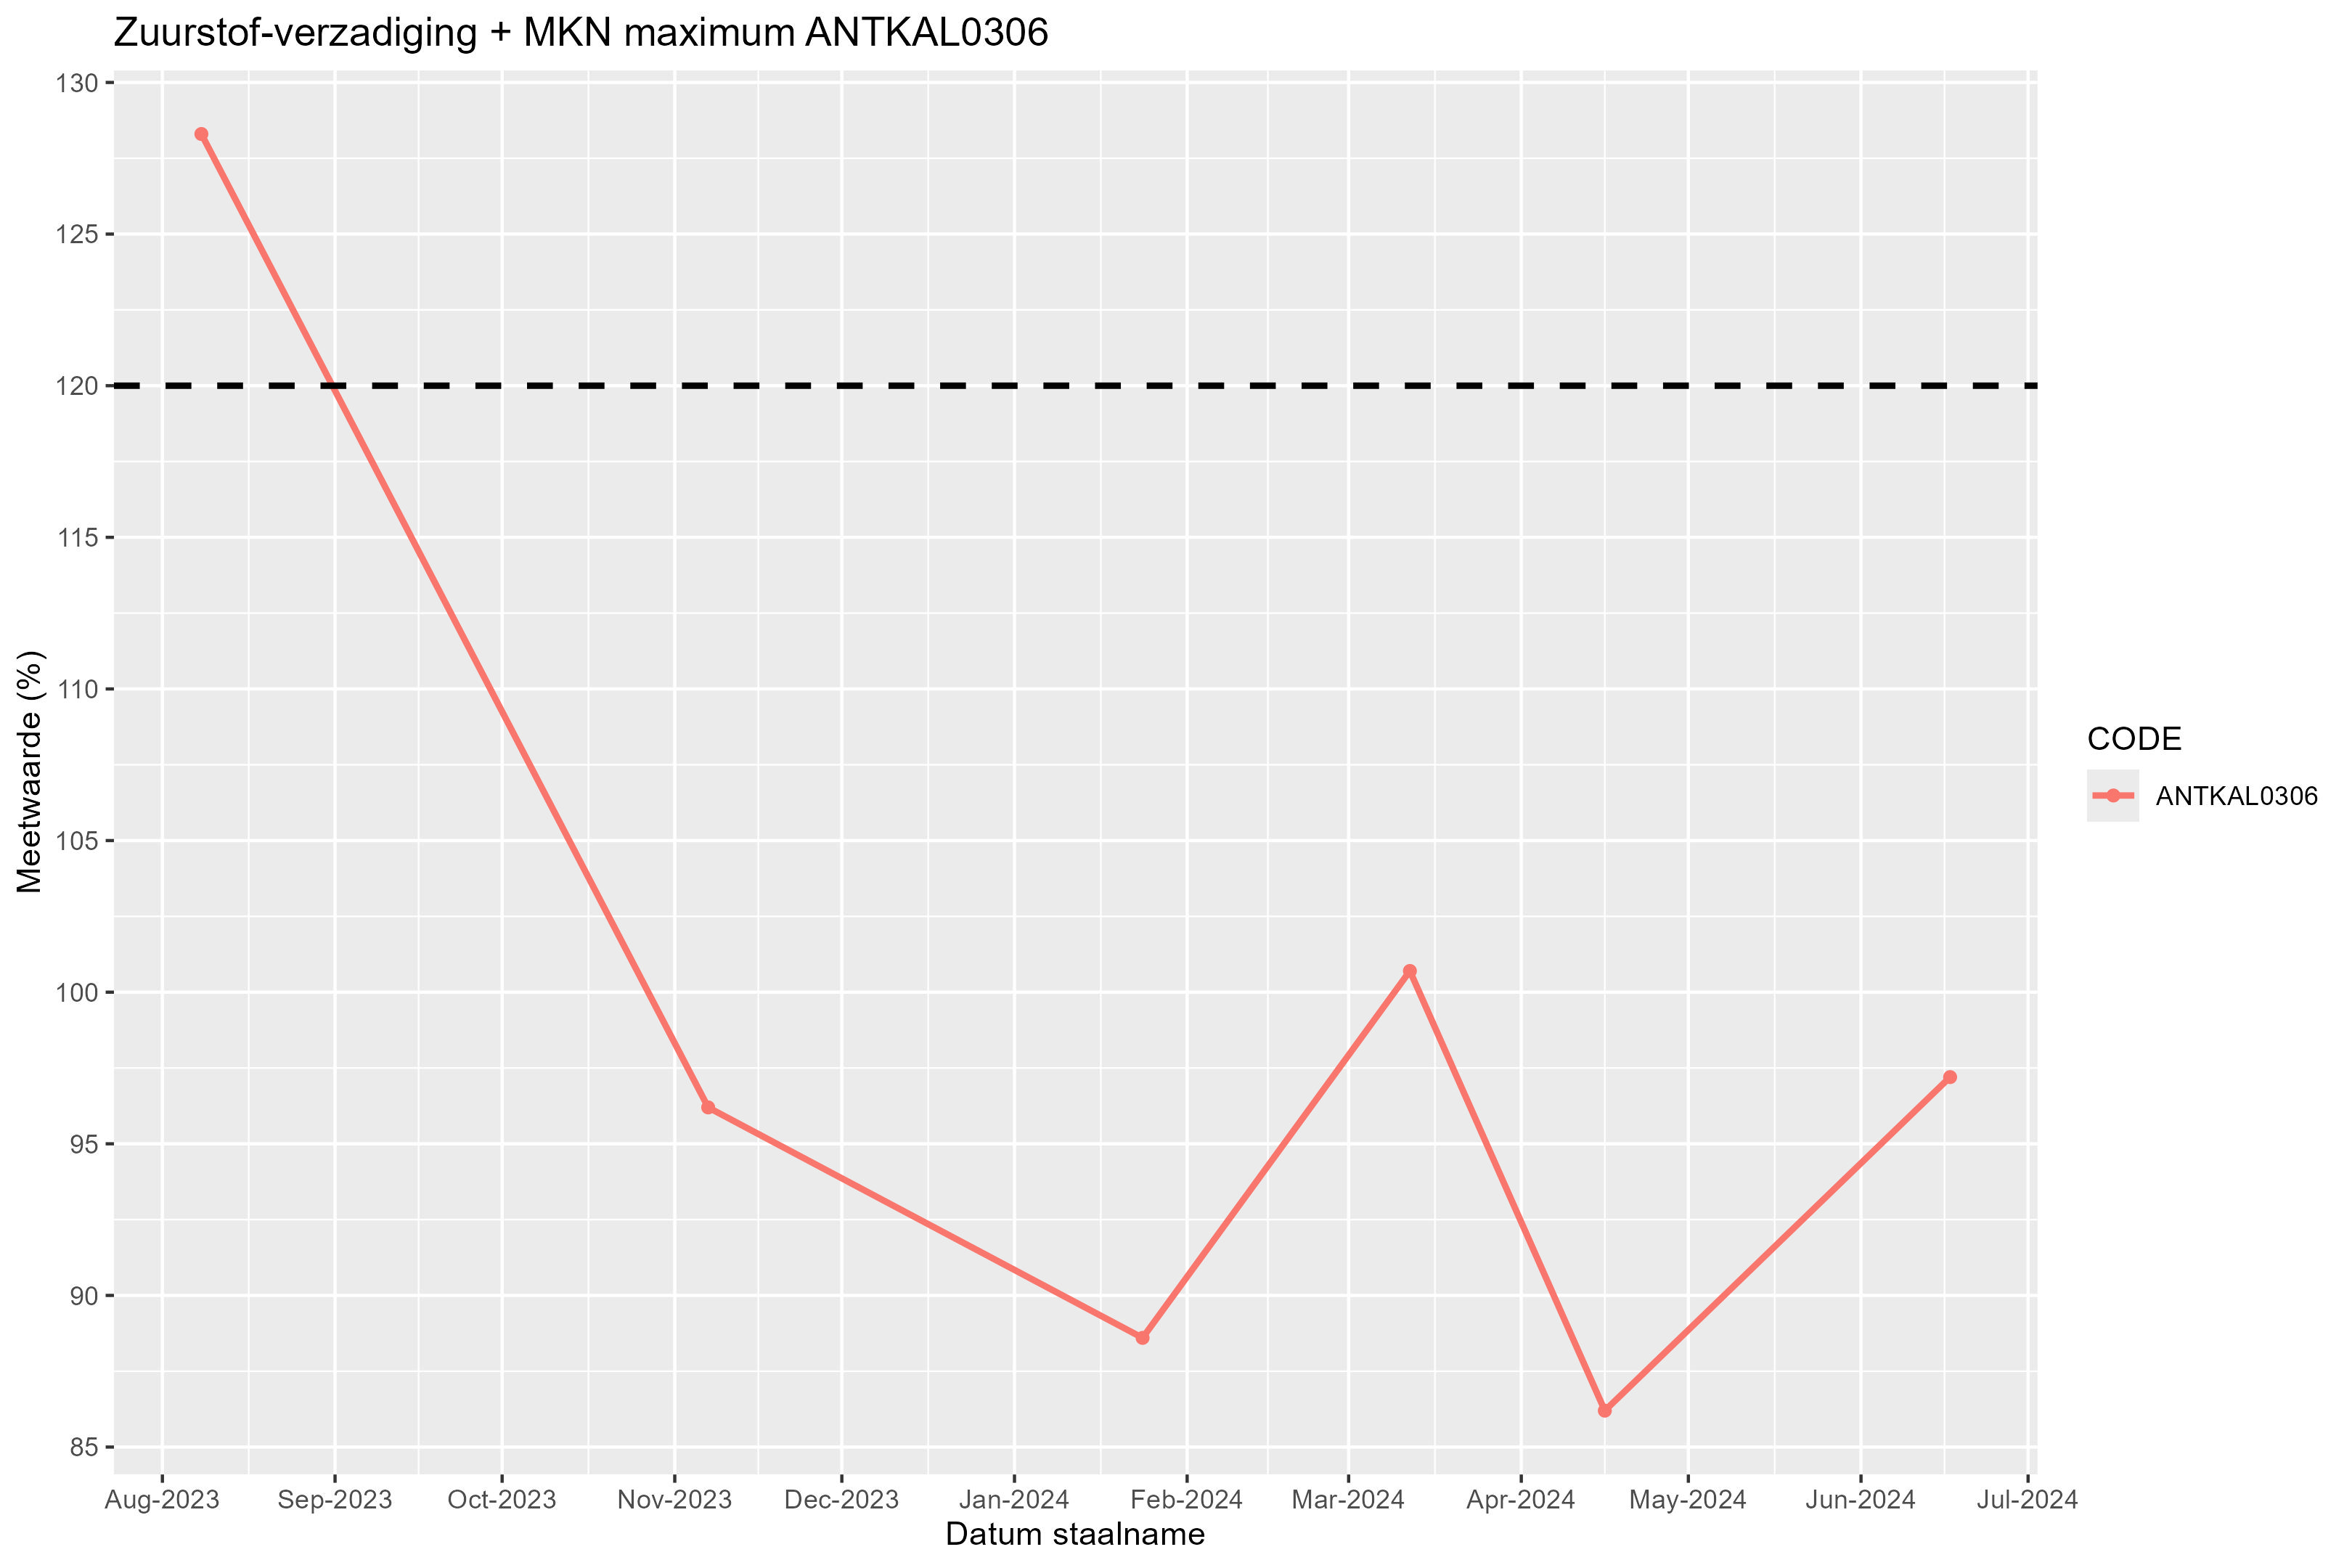 Zuurstof-verzadiging + MKN maximum ANTKAL0306
Meetwaarde (%)
130
125
120
115
110
105
100
95
90
85
Aug-2023 Sep-2023 Oct-2023 Nov-2023 Dec-2023 Jan-2024 Feb-2024 Mar-2024 Apr-2024 May-2024 Jun-2024 Jul-2024
Datum staalname
CODE
ANTKAL0306